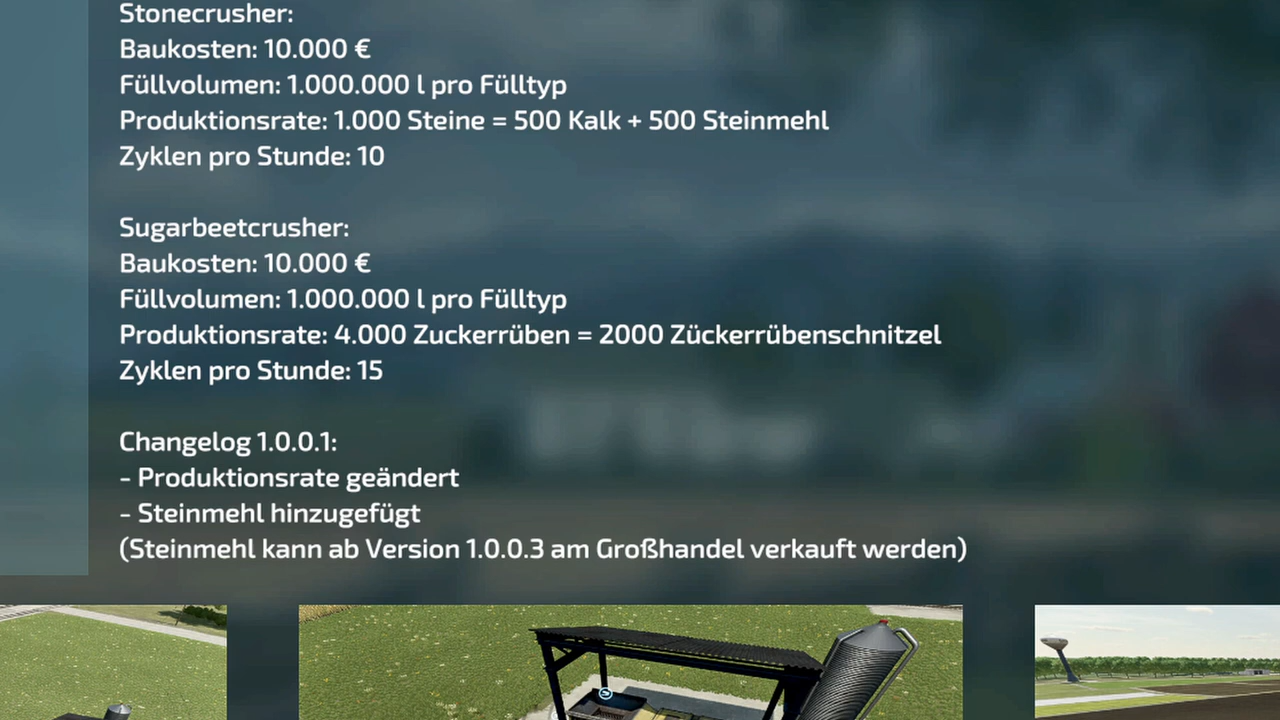 Stonecrusher:
Baukosten: 10.000 €
Füllvolumen: 1.000.000 l pro Fülltyp
Produktionsrate: 1.000 Steine = 500 Kalk + 500 Steinmehl
Zyklen pro Stunde: 10
Sugarbeetcrusher:
Baukosten: 10.000 €
Füllvolumen: 1.000.000 l pro Fülltyp
Produktionsrate: 4.000 Zuckerrüben = 2000 Zückerrübenschnitzel
Zyklen pro Stunde: 15
Changelog 1.0.0.1:
- Produktionsrate geändert
- Steinmehl hinzugefügt
(Steinmehl kann ab Version 1.0.0.3 am Großhandel verkauft werden)